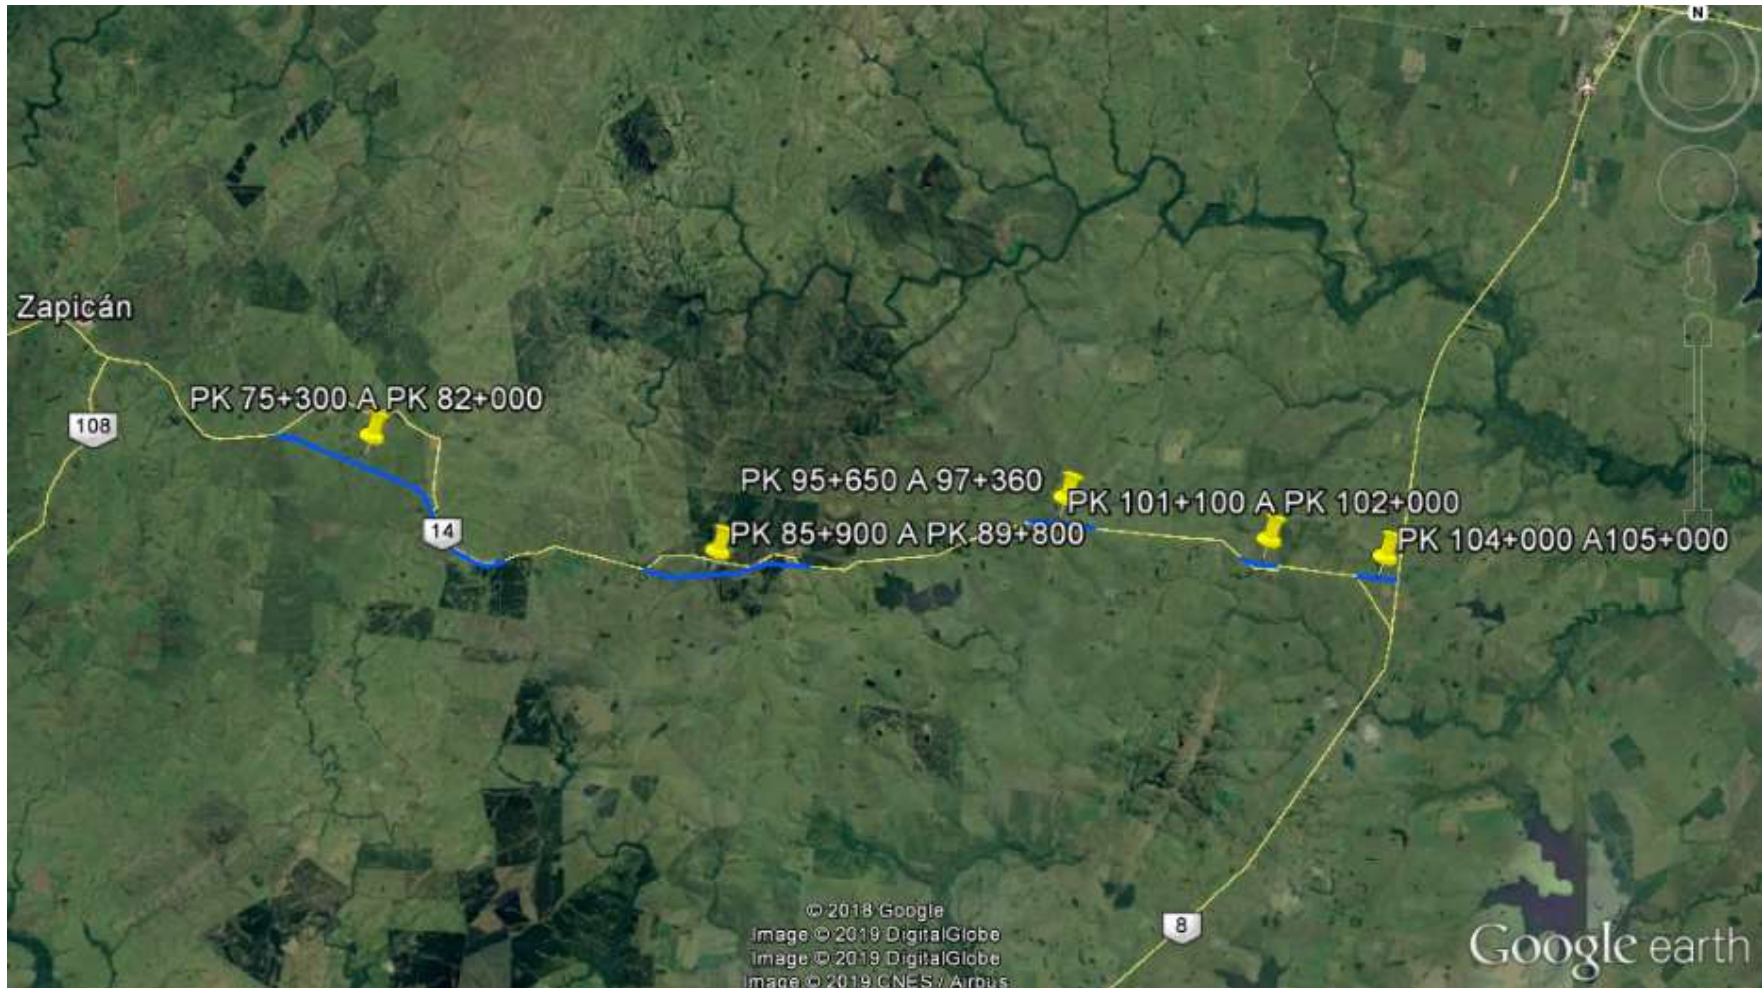 N
Zapicán
PK 75+300 A PK 82+000
108
14
PK 95+650 A 97+360
PK 101+100 A PK 102+000
PK 85+900 A PK 89+800
PK 104+000 A105+000
8
© 2018 Google
Image © 2019 DigitalGlobe
Image © 2019 DigitalGlobe
Image © 2019 CNES / Airbus
Google earth